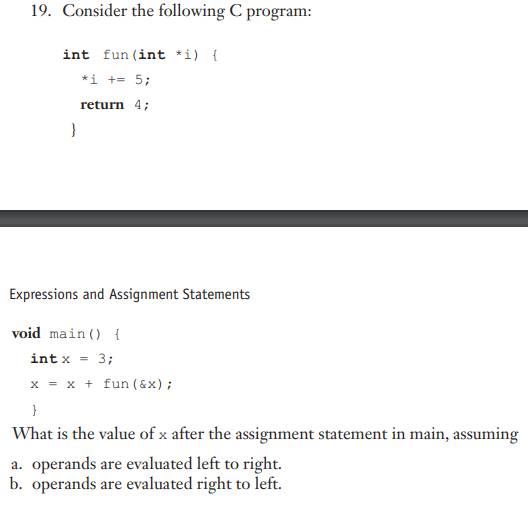 19. Consider the following C program:
int fun(int *i) {
*i += 5;
return 4;
}
Expressions and Assignment Statements
void main() {
int x = 3;
x = x + fun(&x);
}
What is the value of x after the assignment statement in main, assuming
a. operands are evaluated left to right.
b. operands are evaluated right to left.